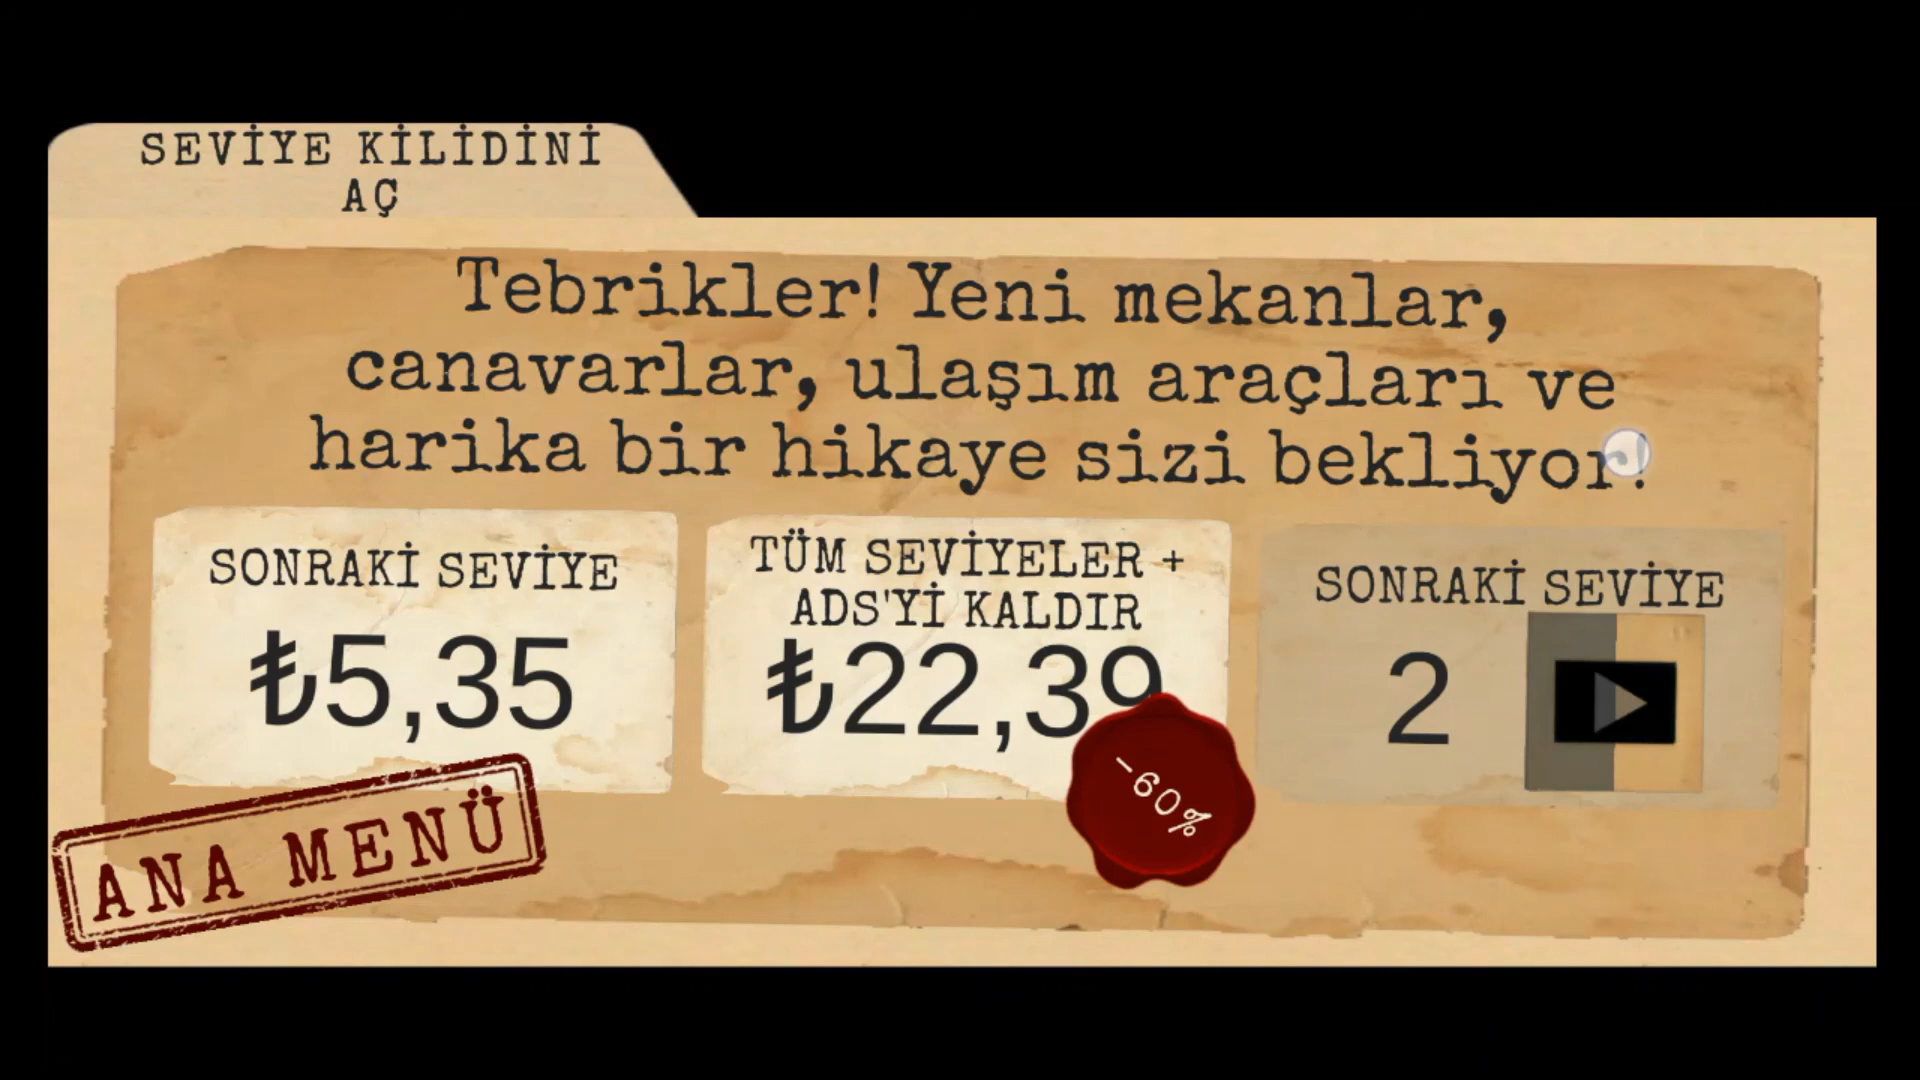 SEVİYE KİLİDİNİ
AÇ
Tebrikler! Yeni mekanlar,
canavarlar, ulaşım araçları ve
harika bir hikaye sizi bekliyor!
SONRAKİ SEVİYE
₺5,35
TÜM SEVİYELER +
ADS'Yİ KALDIR
₺22,39
-60%
SONRAKİ SEVİYE
2
ANA MENÜ